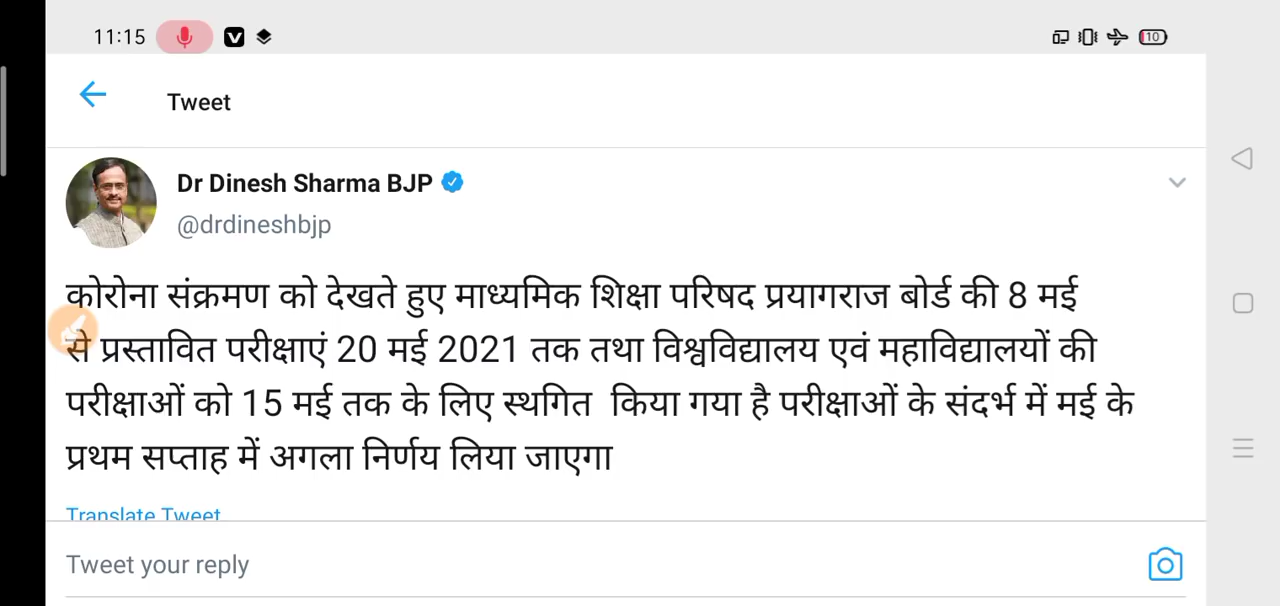 11:15
10
Tweet
Dr Dinesh Sharma BJP
@drdineshbjp
कोरोना संक्रमण को देखते हुए माध्यमिक शिक्षा परिषद प्रयागराज बोर्ड की 8 मई
से प्रस्तावित परीक्षाएं 20 मई 2021 तक तथा विश्वविद्यालय एवं महाविद्यालयों की
परीक्षाओं को 15 मई तक के लिए स्थगित  किया गया है परीक्षाओं के संदर्भ में मई के
प्रथम सप्ताह में अगला निर्णय लिया जाएगा
Translate Tweet
Tweet your reply